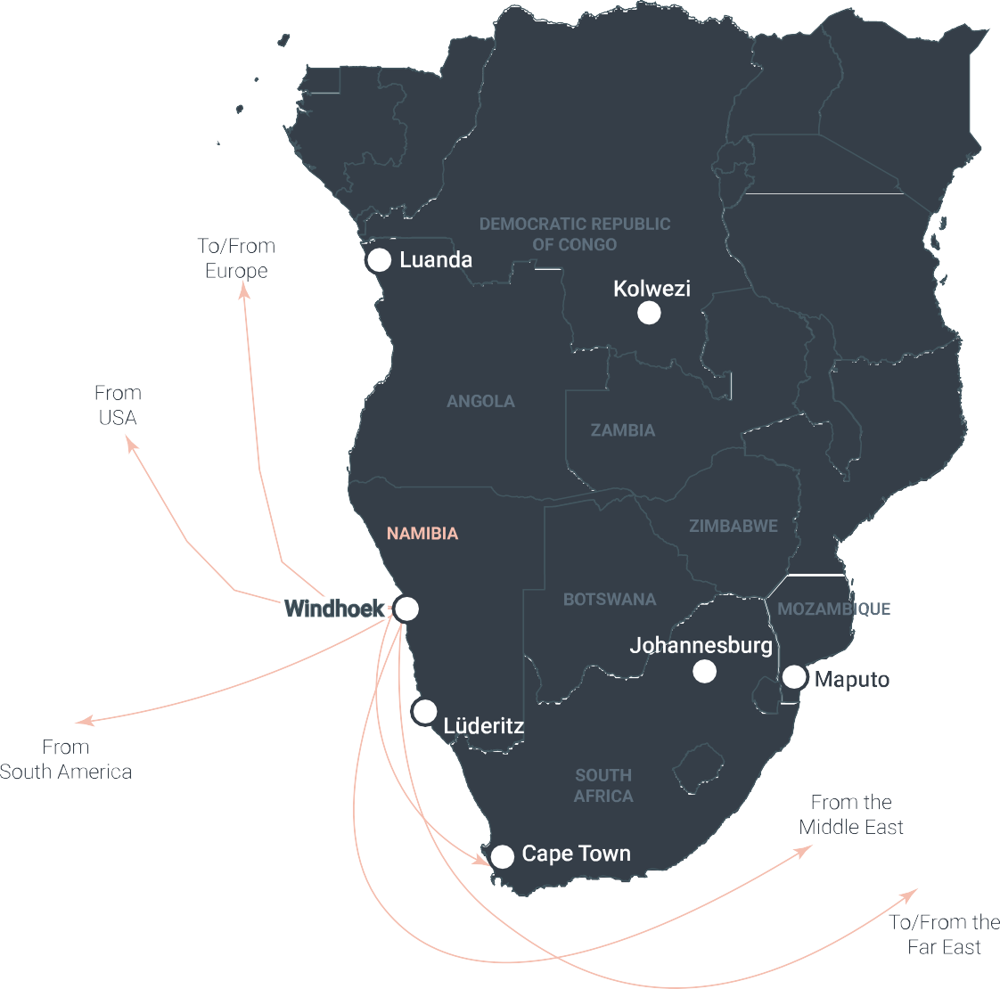 DEMOCRATIC REPUBLIC
OF CONGO
To/From
Europe
Luanda
Kolwezi
From
USA
ANGOLA
ZAMBIA
NAMIBIA
ZIMBABWE
Windhoek
BOTSWANA
MOZAMBIQUE
Johannesburg
Maputo
Lüderitz
From
South America
SOUTH
AFRICA
From the
Middle East
Cape Town
To/From the
Far East